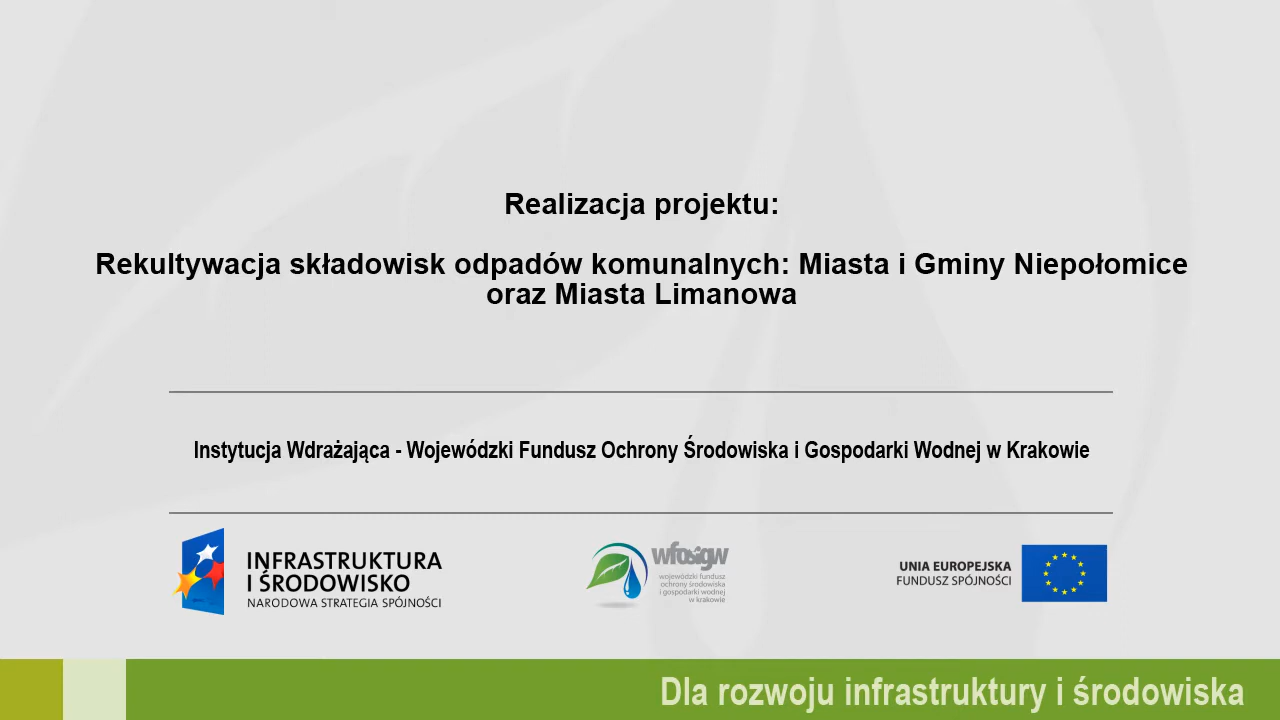 Realizacja projektu:
Rekultywacja składowisk odpadów komunalnych: Miasta i Gminy Niepołomice
oraz Miasta Limanowa
Instytucja Wdrażająca - Wojewódzki Fundusz Ochrony Środowiska i Gospodarki Wodnej w Krakowie
INFRASTRUKTURA
I ŚRODOWISKO
NARODOWA STRATEGIA SPÓJNOŚCI
wfośigw
wojewódzki fundusz
ochrony środowiska
i gospodarki wodnej
w krakowie
UNIA EUROPEJSKA
FUNDUSZ SPÓJNOŚCI
Dla rozwoju infrastruktury i środowiska